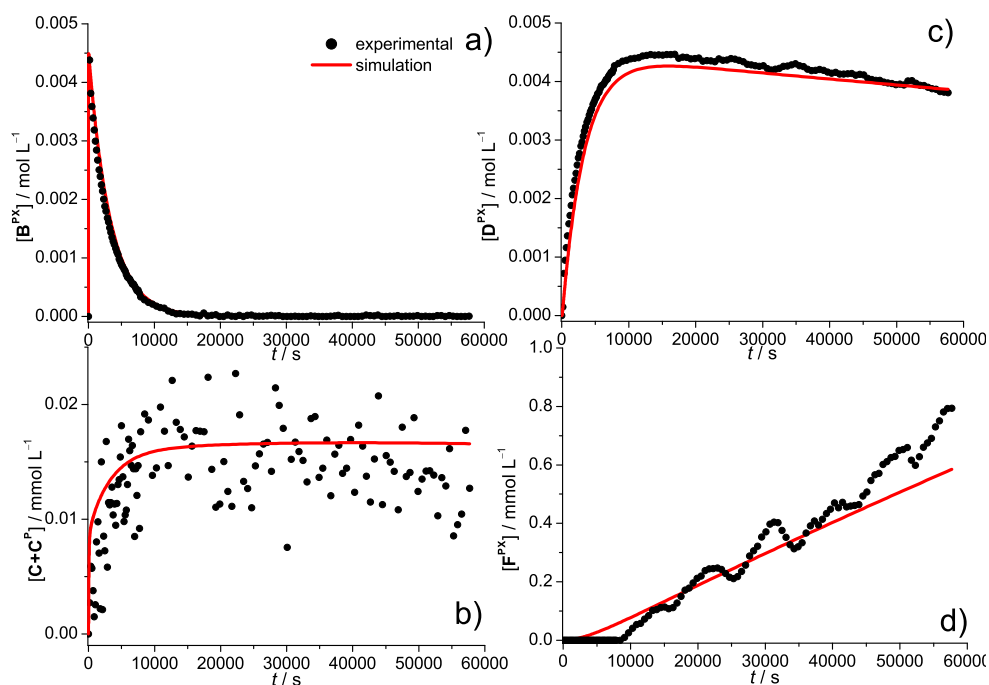 a)
experimental
simulation
[B^PX] / mol L⁻¹
0.005
0.004
0.003
0.002
0.001
0.000
0 10000 20000 30000 40000 50000 60000
t / s
c)
[D^PX] / mol L⁻¹
0.005
0.004
0.003
0.002
0.001
0.000
0 10000 20000 30000 40000 50000 60000
t / s
b)
[C+C^P] / mmol L⁻¹
0.02
0.01
0.00
0 10000 20000 30000 40000 50000 60000
t / s
d)
[F^PX] / mmol L⁻¹
1.0
0.8
0.6
0.4
0.2
0.0
0 10000 20000 30000 40000 50000 60000
t / s